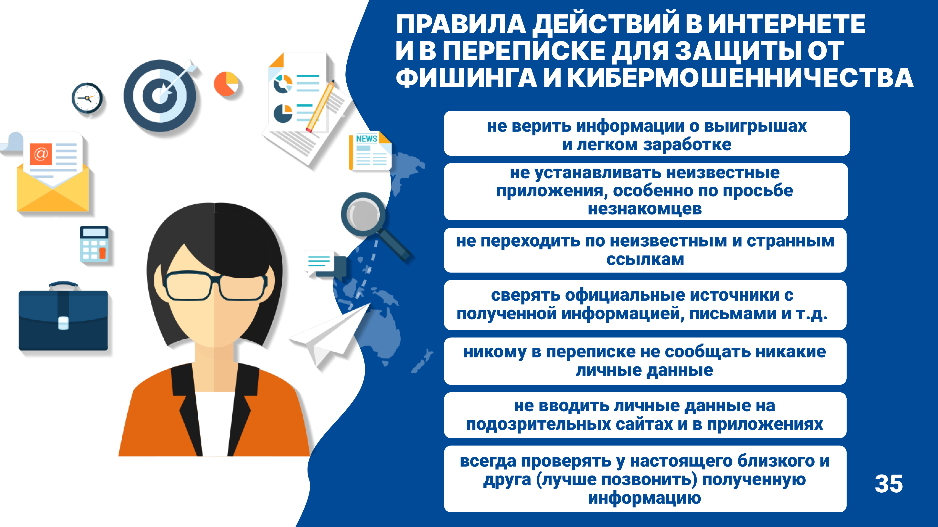 ПРАВИЛА ДЕЙСТВИЙ В ИНТЕРНЕТЕ
И В ПЕРЕПИСКЕ ДЛЯ ЗАЩИТЫ ОТ
ФИШИНГА И КИБЕРМОШЕННИЧЕСТВА
не верить информации о выигрышах
и легком заработке
не устанавливать неизвестные
приложения, особенно по просьбе
незнакомцев
не переходить по неизвестным и странным
ссылкам
сверять официальные источники с
полученной информацией, письмами и т.д.
никому в переписке не сообщать никакие
личные данные
не вводить личные данные на
подозрительных сайтах и в приложениях
всегда проверять у настоящего близкого и
друга (лучше позвонить) полученную
информацию
35
NEWS
@